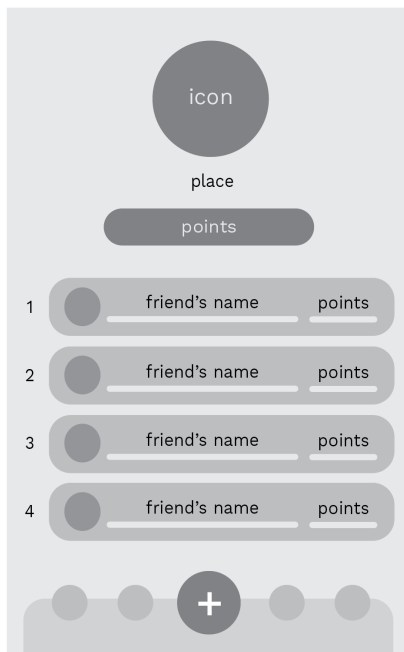 icon
place
points
1 friend's name points
2 friend's name points
3 friend's name points
4 friend's name points
+